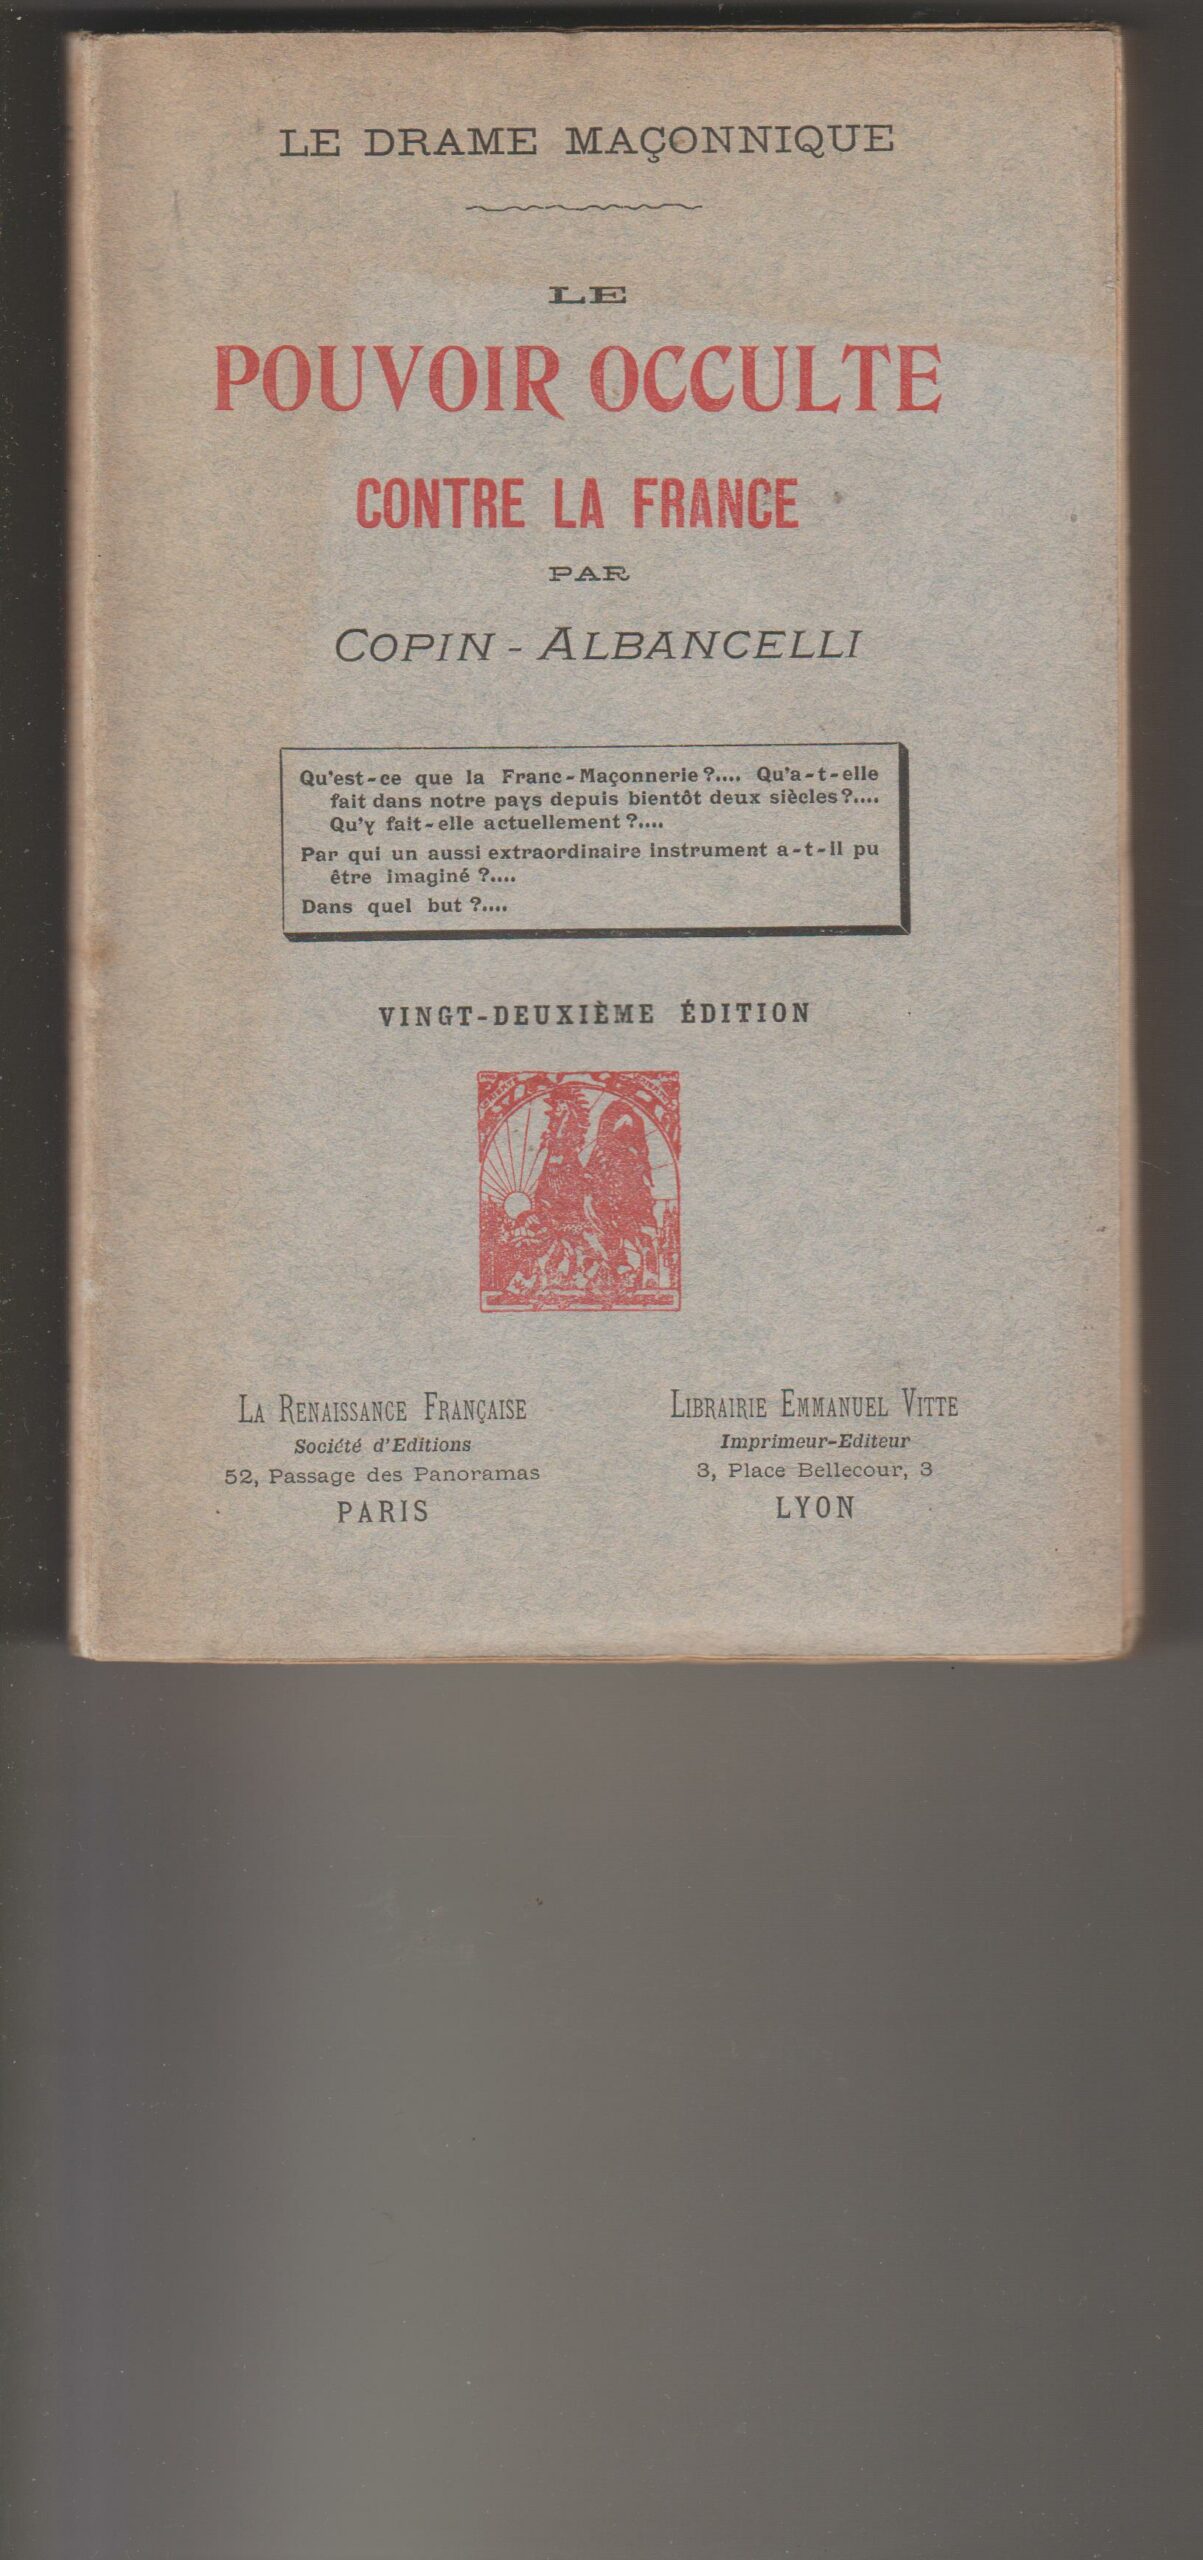 LE DRAME MAÇONNIQUE
LE
POUVOIR OCCULTE
CONTRE LA FRANCE
PAR
COPIN - ALBANCELLI
Qu'est-ce que la Franc-Maçonnerie ?.... Qu'a-t-elle
fait dans notre pays depuis bientôt deux siècles ?....
Qu'y fait-elle actuellement ?....
Par qui un aussi extraordinaire instrument a-t-il pu
être imaginé ?....
Dans quel but ?....
VINGT-DEUXIÈME ÉDITION
LA RENAISSANCE FRANÇAISE
Société d'Editions
52, Passage des Panoramas
PARIS
LIBRAIRIE EMMANUEL VITTE
Imprimeur-Editeur
3, Place Bellecour, 3
LYON